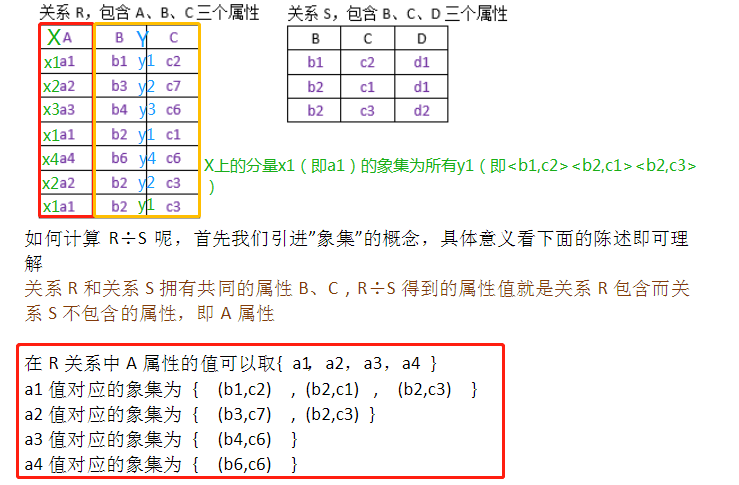 关系 R，包含 A、B、C 三个属性
关系 S，包含 B、C、D 三个属性
X A B Y C
x1 a1 b1 y1 c2
x2 a2 b3 y2 c7
x3 a3 b4 y3 c6
x1 a1 b2 y1 c1
x4 a4 b6 y4 c6
x2 a2 b2 y2 c3
x1 a1 b2 y1 c3
B C D
b1 c2 d1
b2 c1 d1
b2 c3 d2
X上的分量x1（即a1）的象集为所有y1（即<b1,c2><b2,c1><b2,c3>
）
如何计算 R÷S 呢，首先我们引进”象集”的概念，具体意义看下面的陈述即可理
解
关系 R 和关系 S 拥有共同的属性 B、C，R÷S 得到的属性值就是关系 R 包含而关
系 S 不包含的属性，即 A 属性
在 R 关系中 A 属性的值可以取{ a1，a2，a3，a4 }
a1 值对应的象集为 { (b1,c2) , (b2,c1) , (b2,c3) }
a2 值对应的象集为 { (b3,c7) , (b2,c3) }
a3 值对应的象集为 { (b4,c6) }
a4 值对应的象集为 { (b6,c6) }